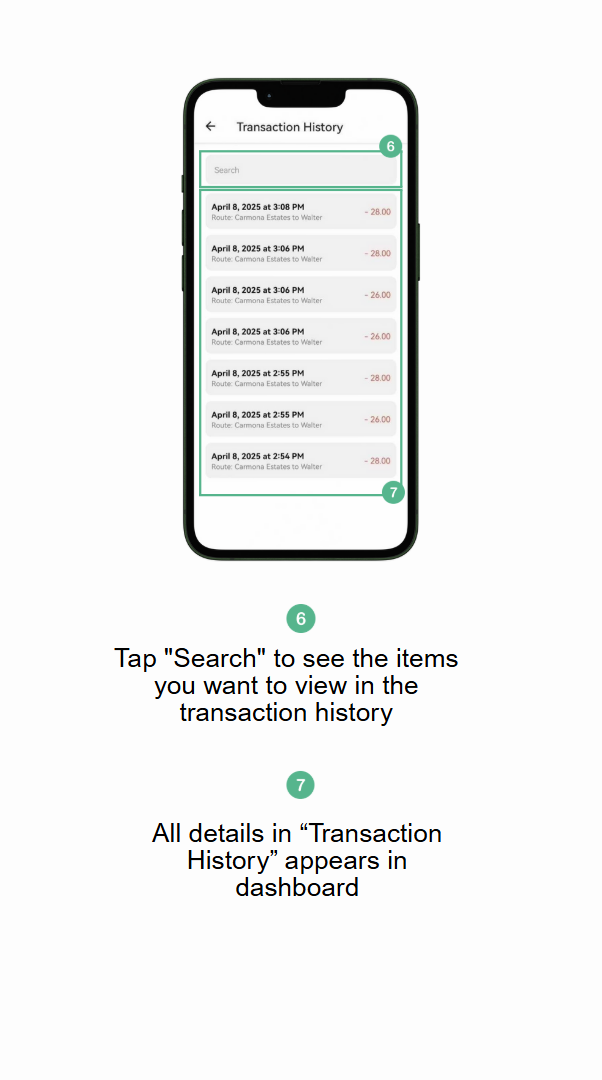 Transaction History
6
Search
April 8, 2025 at 3:08 PM
Route: Carmona Estates to Walter
- 28.00
April 8, 2025 at 3:06 PM
Route: Carmona Estates to Walter
- 28.00
April 8, 2025 at 3:06 PM
Route: Carmona Estates to Walter
- 26.00
April 8, 2025 at 3:06 PM
Route: Carmona Estates to Walter
- 26.00
April 8, 2025 at 2:55 PM
Route: Carmona Estates to Walter
- 28.00
April 8, 2025 at 2:55 PM
Route: Carmona Estates to Walter
- 26.00
April 8, 2025 at 2:54 PM
Route: Carmona Estates to Walter
- 28.00
7
6
Tap "Search" to see the items
you want to view in the
transaction history
7
All details in “Transaction
History” appears in
dashboard